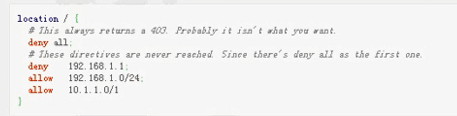 location / {
# This always returns a 403. Probably it isn't what you want.
deny all;
# These directives are never reached. Since there's deny all as the first one.
deny 192.168.1.1;
allow 192.168.1.0/24;
allow 10.1.1.0/1
}